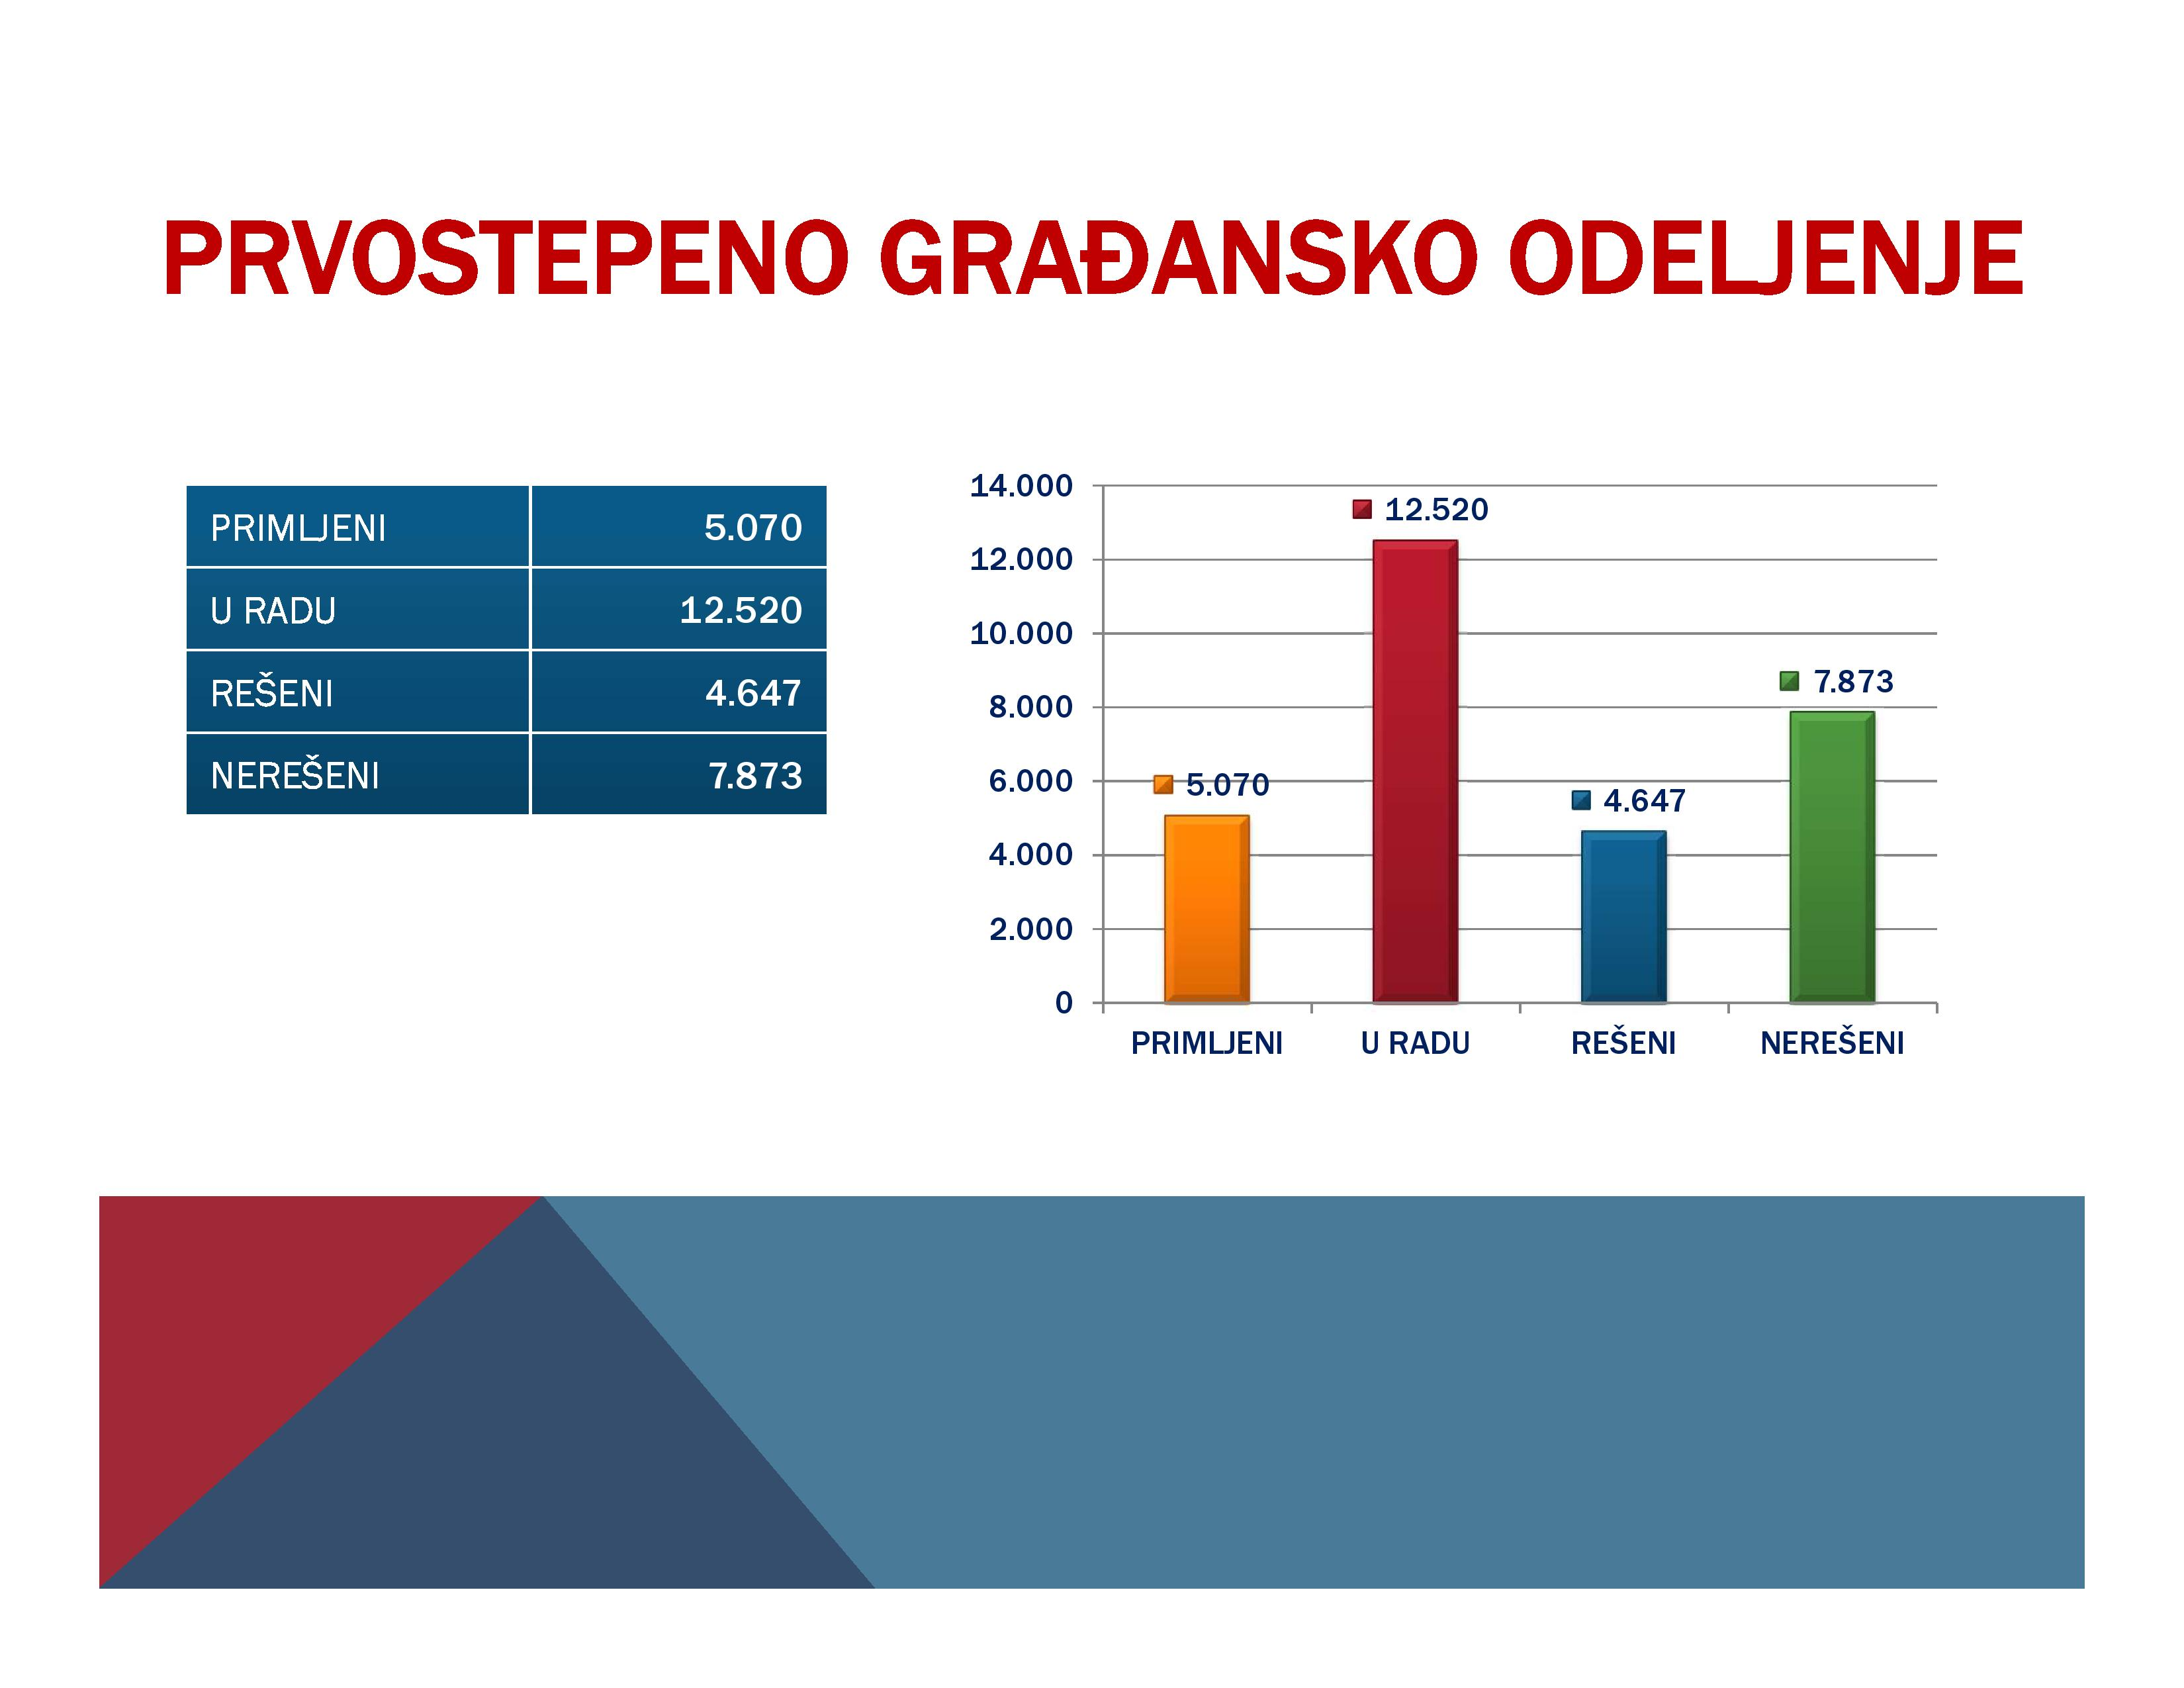 PRVOSTEPENO GRAĐANSKO ODELJENJE
PRIMLJENI 5.070
U RADU 12.520
REŠENI 4.647
NEREŠENI 7.873
14.000
12.000
10.000
8.000
6.000
4.000
2.000
0
5.070
12.520
4.647
7.873
PRIMLJENI U RADU REŠENI NEREŠENI